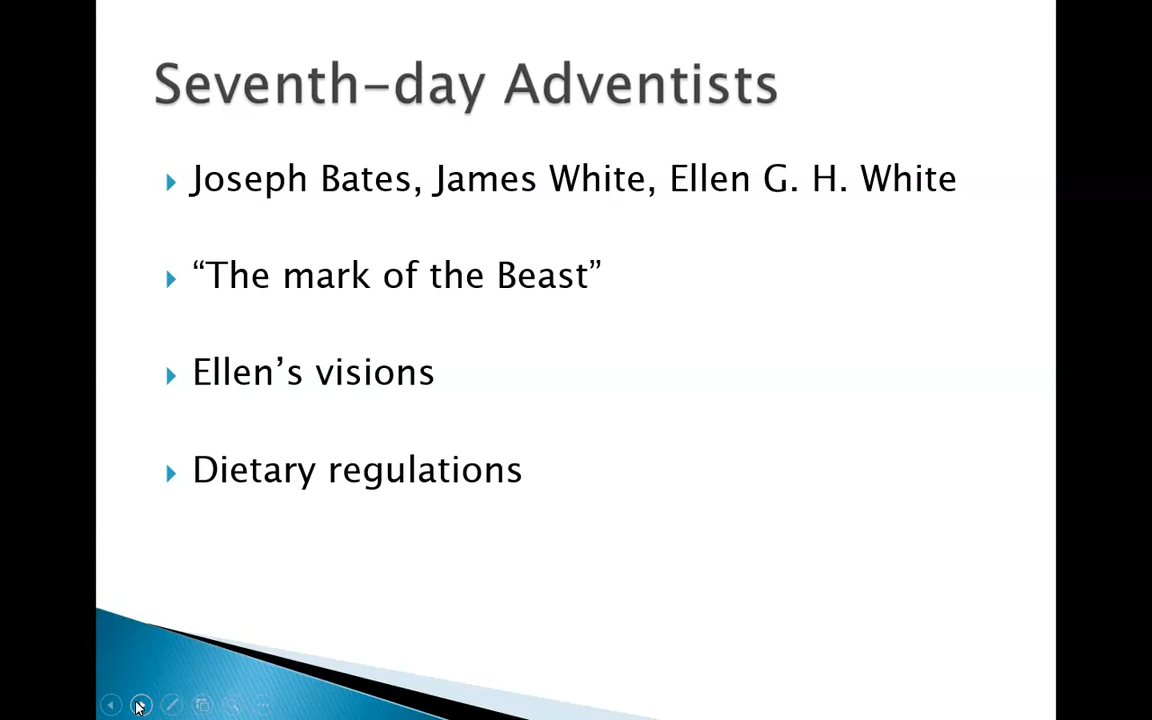 Seventh-day Adventists
Joseph Bates, James White, Ellen G. H. White
“The mark of the Beast”
Ellen’s visions
Dietary regulations